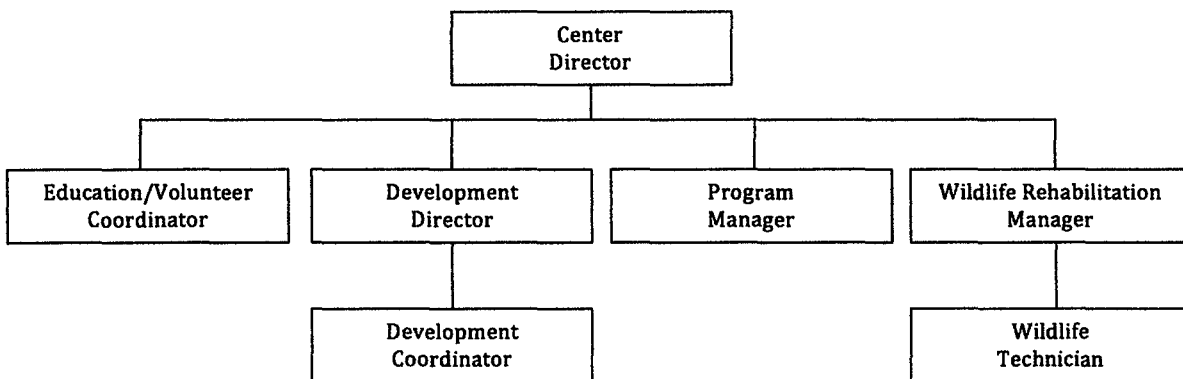 Center
Director
Education/Volunteer
Coordinator
Development
Director
Program
Manager
Wildlife Rehabilitation
Manager
Development
Coordinator
Wildlife
Technician